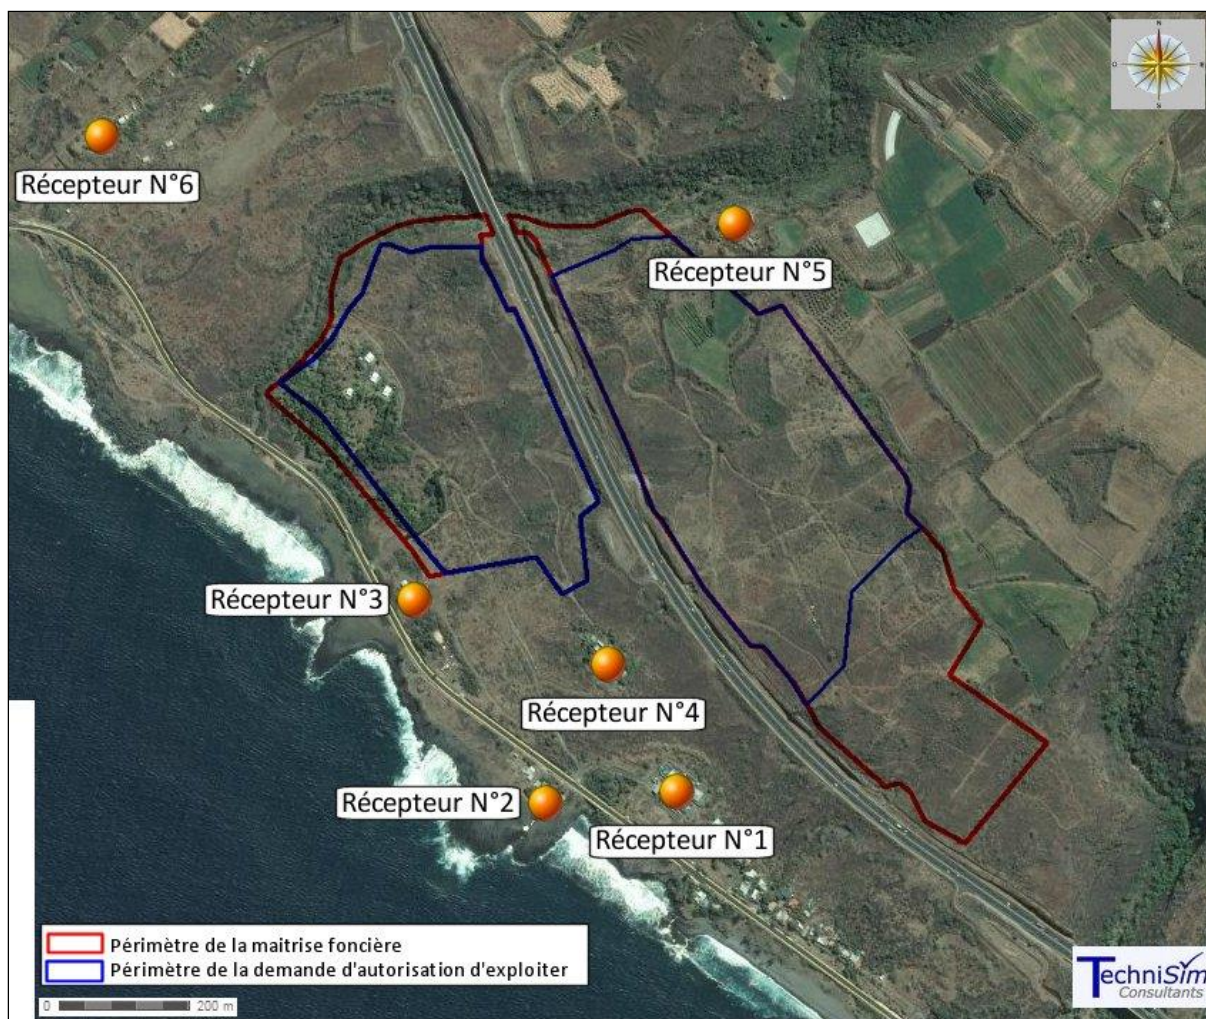 N
O
E
S
Récepteur N°6
Récepteur N°5
Récepteur N°3
Récepteur N°4
Récepteur N°2
Récepteur N°1
Périmètre de la maitrise foncière
Périmètre de la demande d'autorisation d'exploiter
0 200 m
TechniSim
Consultants